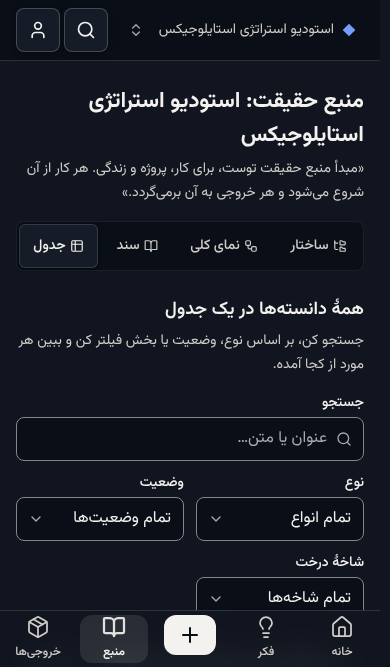 استودیو استراتژی استایلوجیکس
منبع حقیقت: استودیو استراتژی
استایلوجیکس
«مبدأ منبع حقیقت توست، برای کار، پروژه و زندگی. هر کار از آن
شروع می‌شود و هر خروجی به آن برمی‌گردد.»
ساختار نمای کلی سند جدول
همهٔ دانسته‌ها در یک جدول
جستجو کن، بر اساس نوع، وضعیت یا بخش فیلتر کن و ببین هر
مورد از کجا آمده.
جستجو
عنوان یا متن...
نوع وضعیت
تمام انواع تمام وضعیت‌ها
شاخهٔ درخت
تمام شاخه‌ها
خانه فکر منبع خروجی‌ها